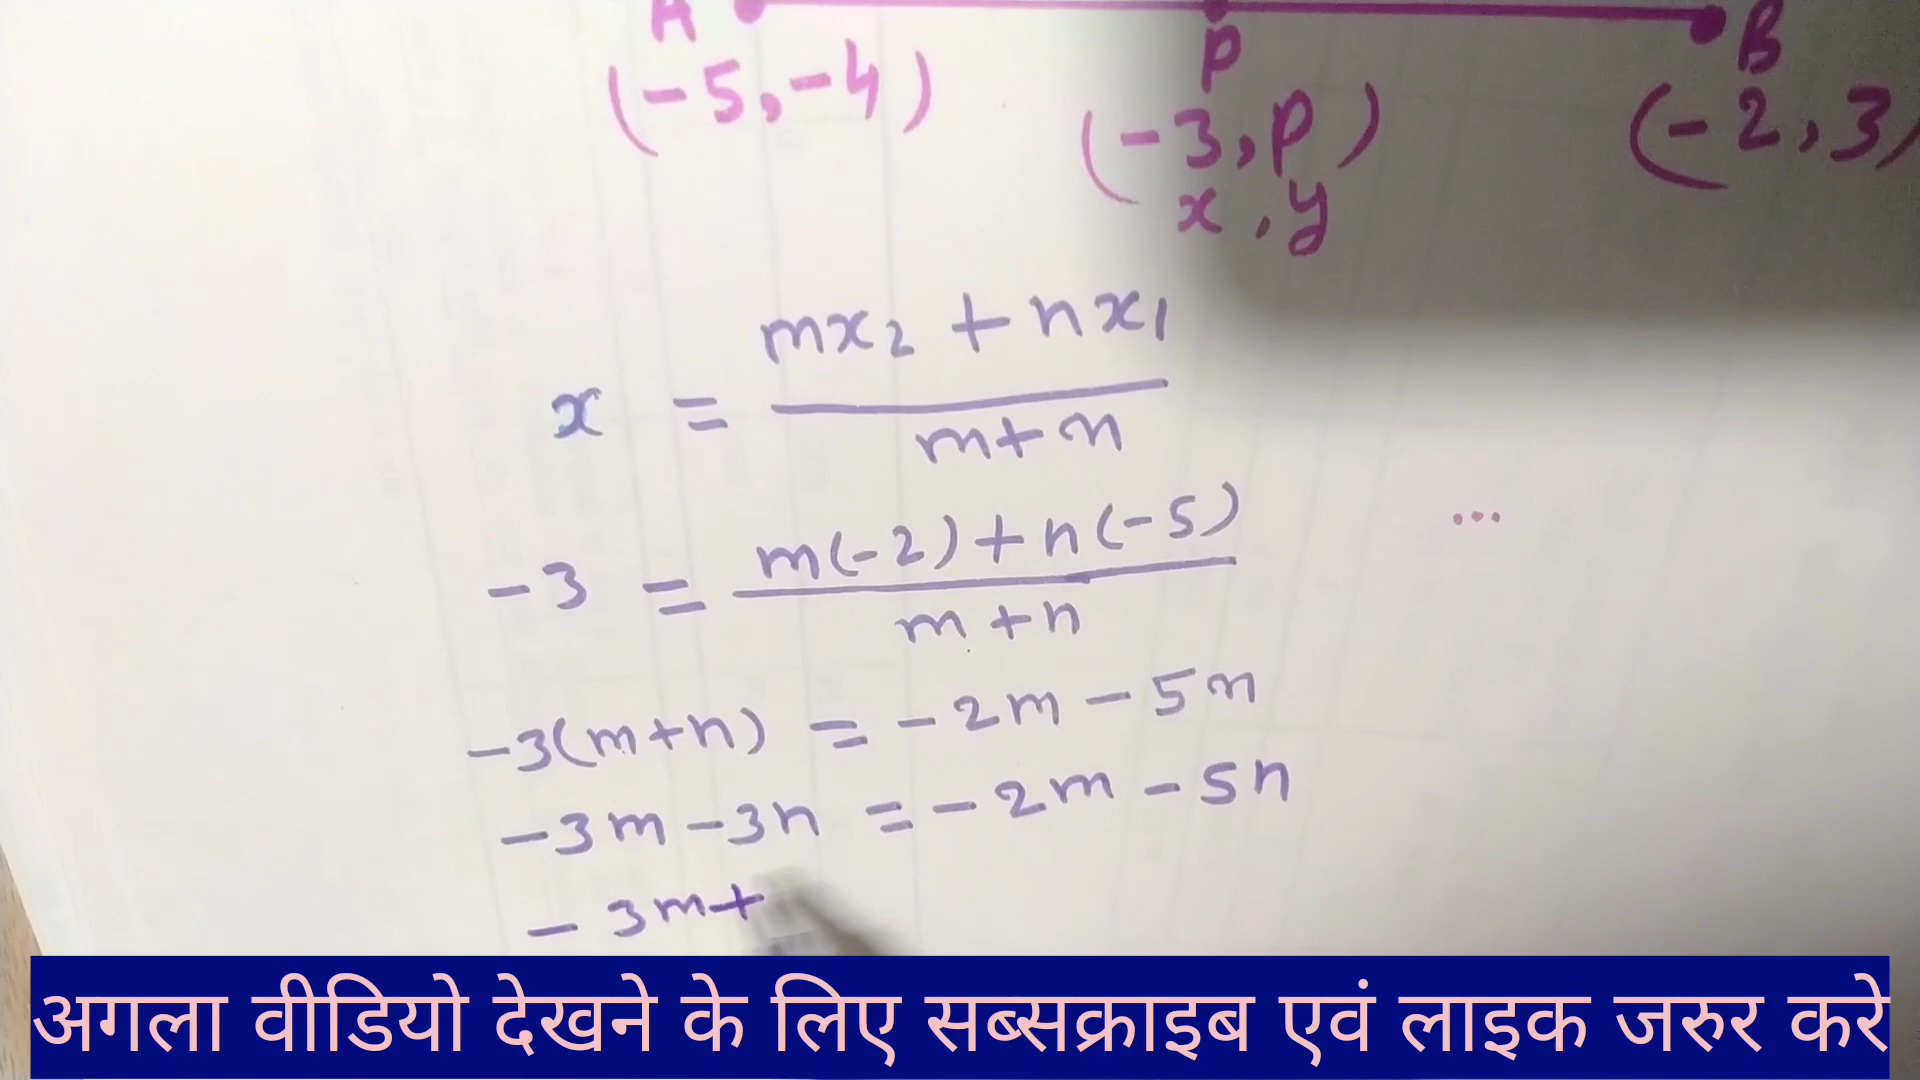 A P B
(-5,-4) (-3,P) (-2,3)
x,y
x = mx₂ + nx₁ / m+n
-3 = m(-2)+n(-5) / m+n
-3(m+n) = -2m-5n
-3m-3n = -2m-5n
-3m+
...
अगला वीडियो देखने के लिए सब्सक्राइब एवं लाइक जरुर करे